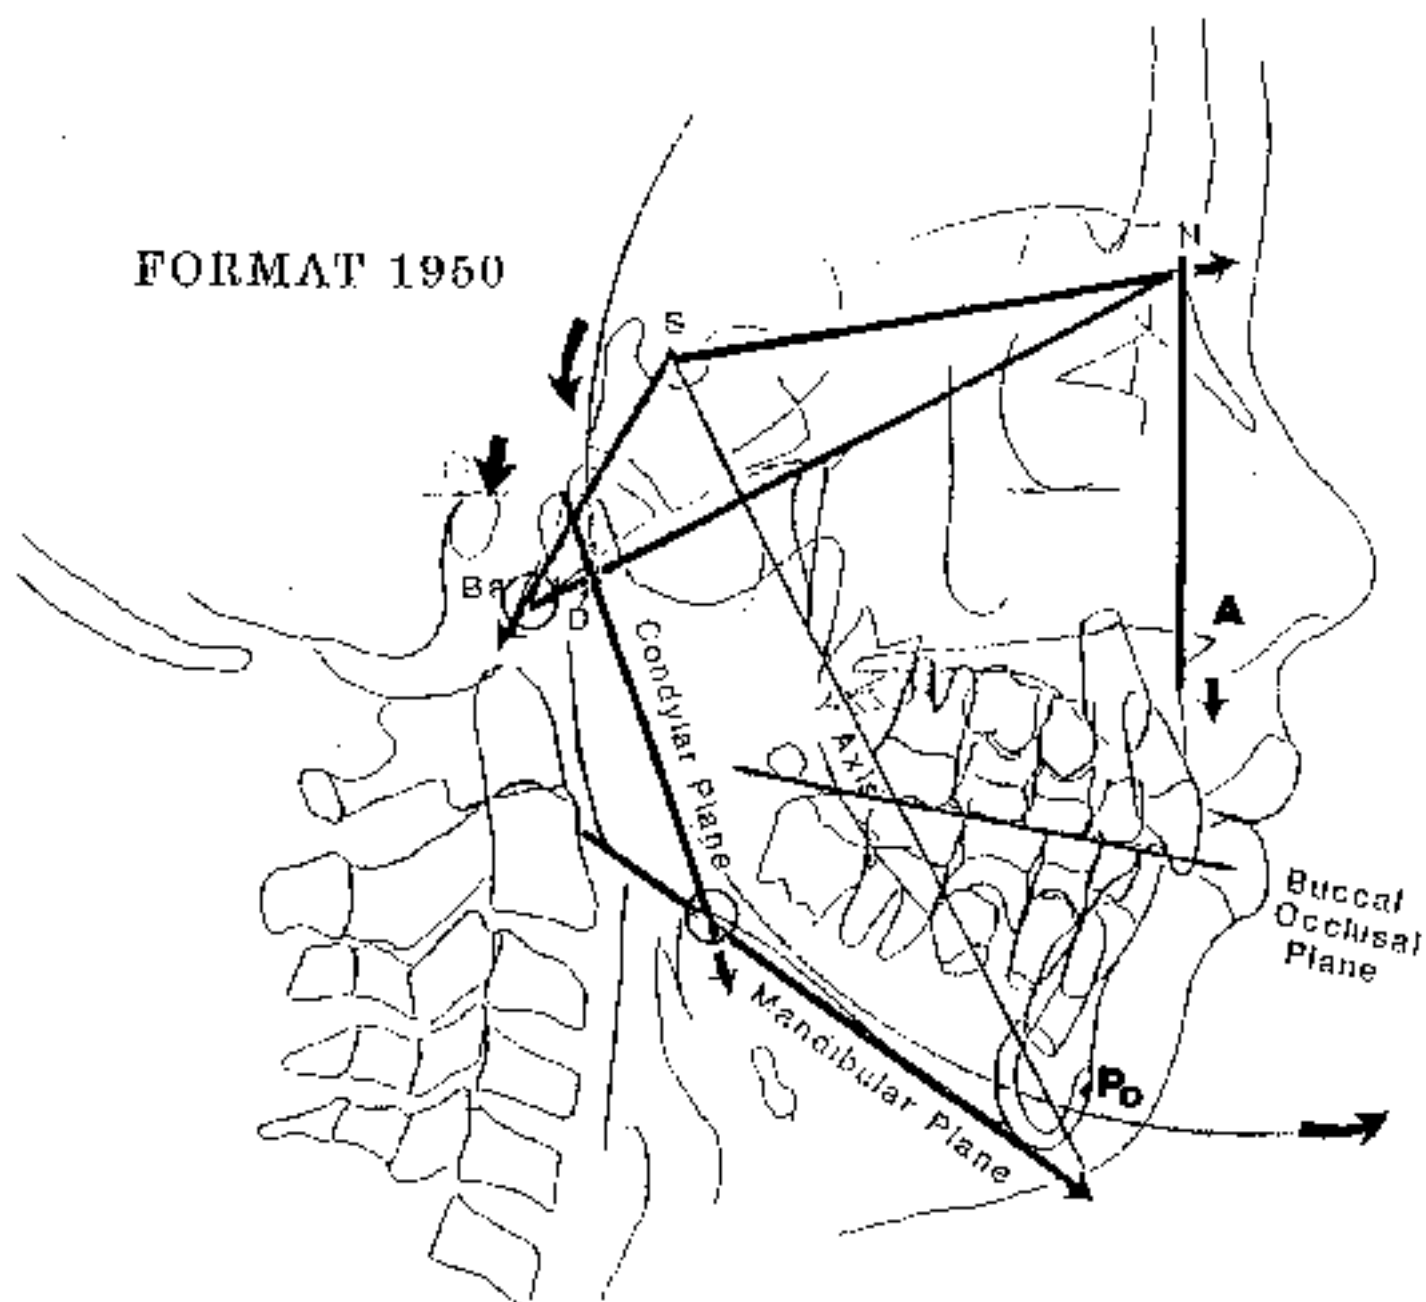 FORMAT 1950
N
S
Ba
D
A
Condylar Plane
Axis
Buccal
Occlusal
Plane
Mandibular Plane
Po